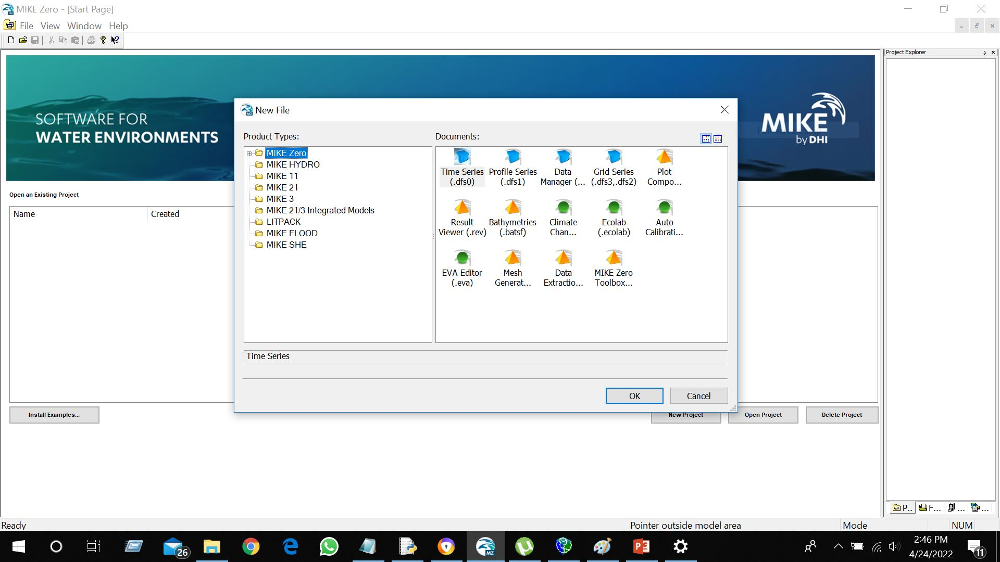 MIKE Zero - [Start Page]
File View Window Help
SOFTWARE FOR
WATER ENVIRONMENTS
MIKE
by DHI
Project Explorer
New File
Product Types:
MIKE Zero
MIKE HYDRO
MIKE 11
MIKE 21
MIKE 3
MIKE 21/3 Integrated Models
LITPACK
MIKE FLOOD
MIKE SHE
Documents:
Time Series
(.dfs0)
Profile Series
(.dfs1)
Data
Manager (...
Grid Series
(.dfs3,.dfs2)
Plot
Compo...
Result
Viewer (.rev)
Bathymetries
(.batsf)
Climate
Chan...
Ecolab
(.ecolab)
Auto
Calibrati...
EVA Editor
(.eva)
Mesh
Generat...
Data
Extractio...
MIKE Zero
Toolbox...
Time Series
OK Cancel
Open an Existing Project
Name Created
Install Examples...
New Project Open Project Delete Project
P.. F... ... ...
Ready Pointer outside model area Mode NUM
26
MZ
2:46 PM
4/24/2022
11